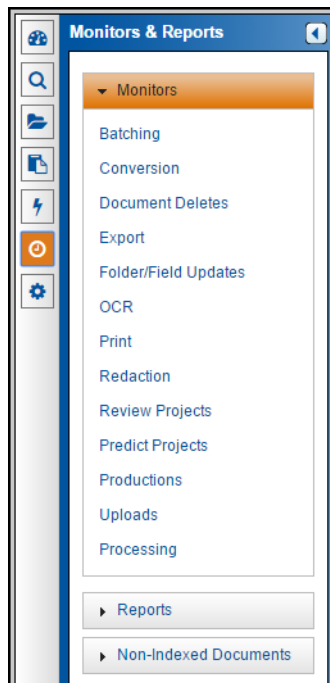 Monitors & Reports
Monitors
Batching
Conversion
Document Deletes
Export
Folder/Field Updates
OCR
Print
Redaction
Review Projects
Predict Projects
Productions
Uploads
Processing
Reports
Non-Indexed Documents